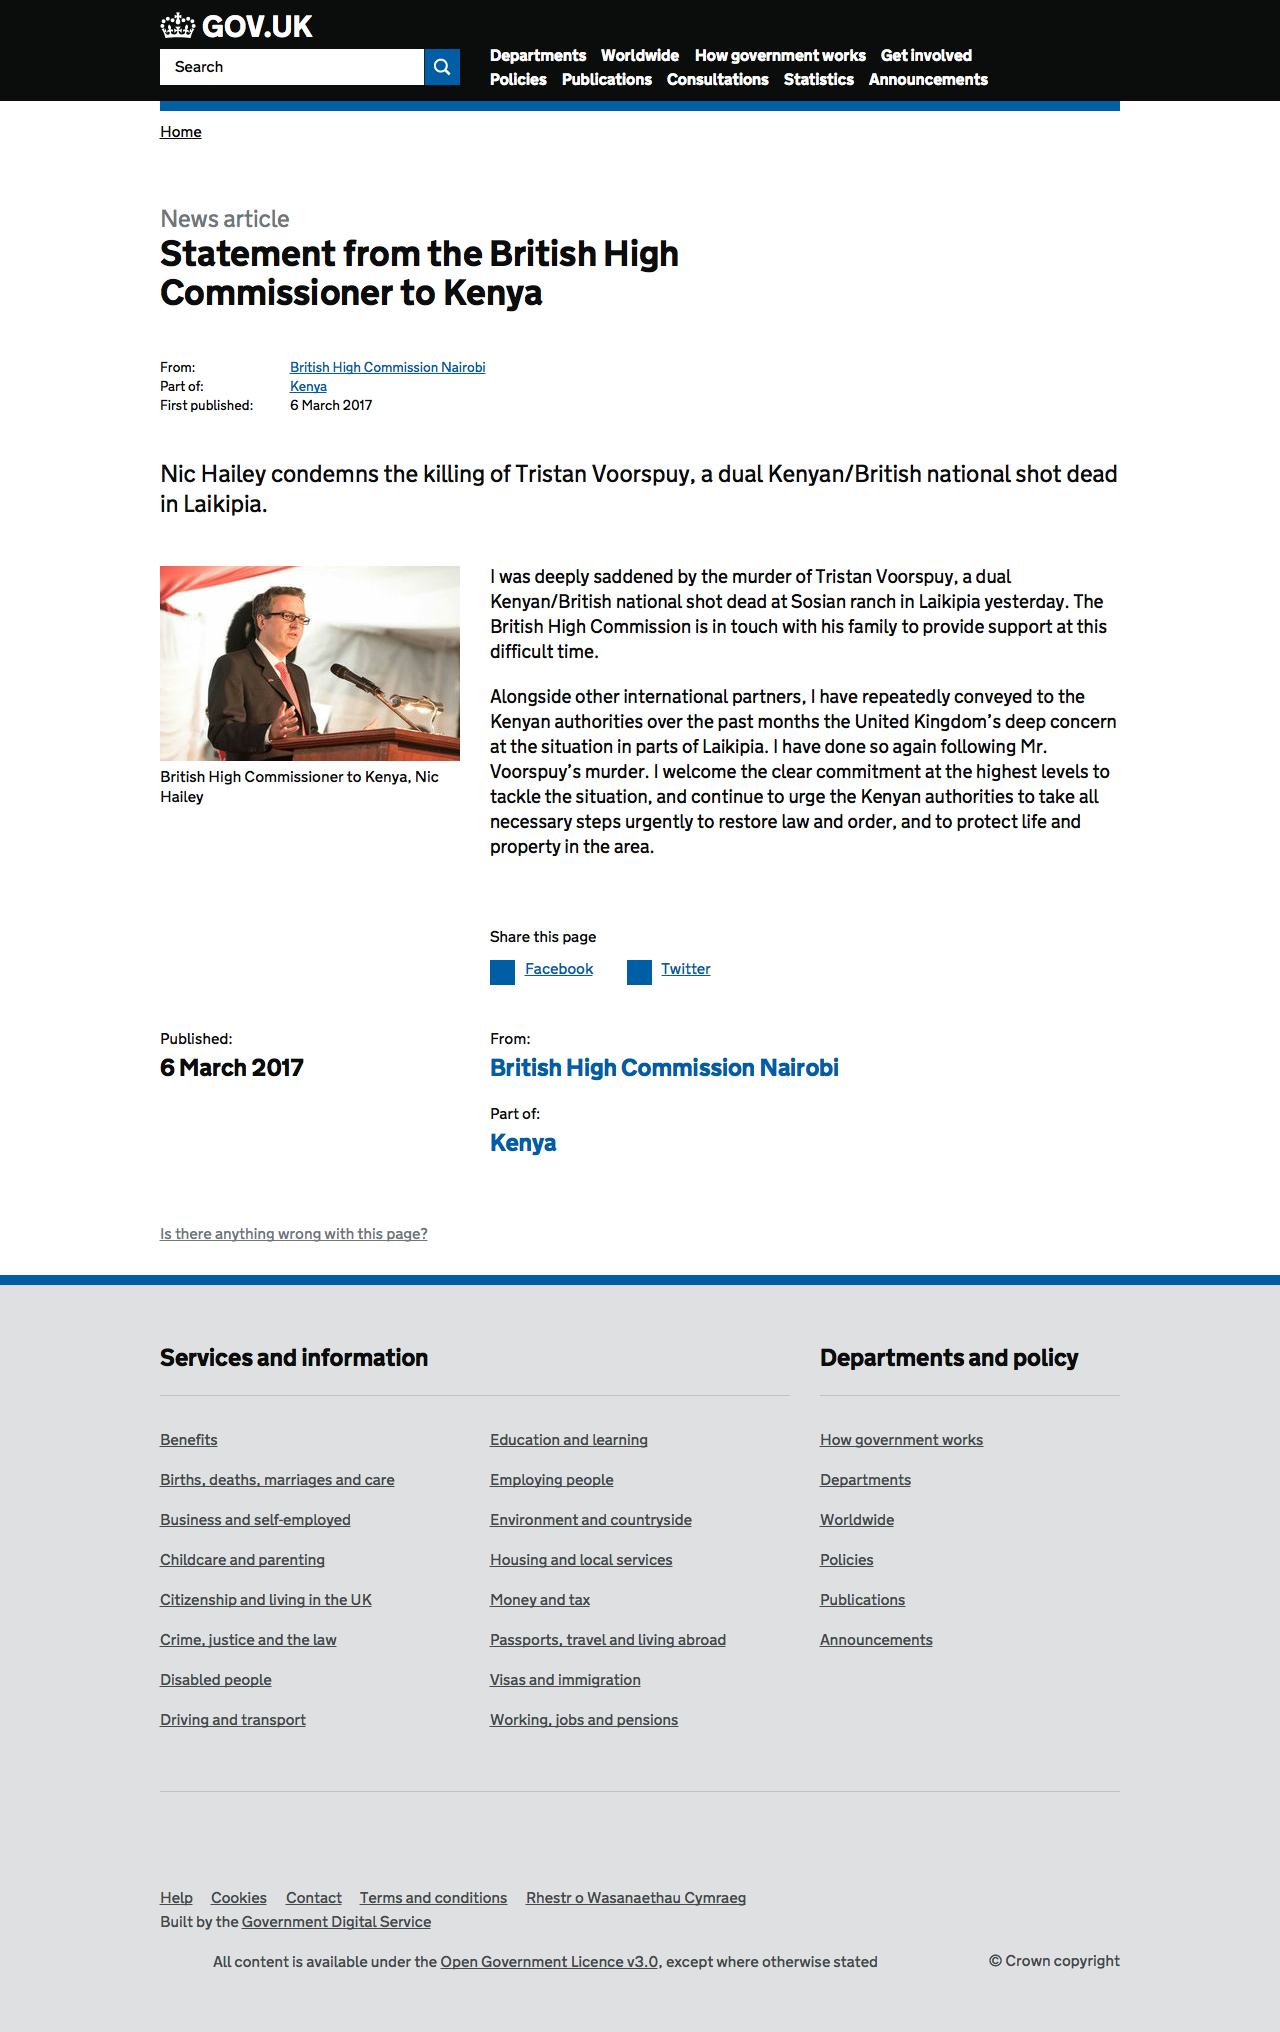 GOV.UK
Search
Departments Worldwide How government works Get involved
Policies Publications Consultations Statistics Announcements
Home
News article
Statement from the British High
Commissioner to Kenya
From: British High Commission Nairobi
Part of: Kenya
First published: 6 March 2017
Nic Hailey condemns the killing of Tristan Voorspuy, a dual Kenyan/British national shot dead
in Laikipia.
British High Commissioner to Kenya, Nic
Hailey
I was deeply saddened by the murder of Tristan Voorspuy, a dual
Kenyan/British national shot dead at Sosian ranch in Laikipia yesterday. The
British High Commission is in touch with his family to provide support at this
difficult time.
Alongside other international partners, I have repeatedly conveyed to the
Kenyan authorities over the past months the United Kingdom’s deep concern
at the situation in parts of Laikipia. I have done so again following Mr.
Voorspuy’s murder. I welcome the clear commitment at the highest levels to
tackle the situation, and continue to urge the Kenyan authorities to take all
necessary steps urgently to restore law and order, and to protect life and
property in the area.
Share this page
Facebook Twitter
Published:
6 March 2017
From:
British High Commission Nairobi
Part of:
Kenya
Is there anything wrong with this page?
Services and information
Benefits
Births, deaths, marriages and care
Business and self-employed
Childcare and parenting
Citizenship and living in the UK
Crime, justice and the law
Disabled people
Driving and transport
Education and learning
Employing people
Environment and countryside
Housing and local services
Money and tax
Passports, travel and living abroad
Visas and immigration
Working, jobs and pensions
Departments and policy
How government works
Departments
Worldwide
Policies
Publications
Announcements
Help Cookies Contact Terms and conditions Rhestr o Wasanaethau Cymraeg
Built by the Government Digital Service
All content is available under the Open Government Licence v3.0, except where otherwise stated
© Crown copyright